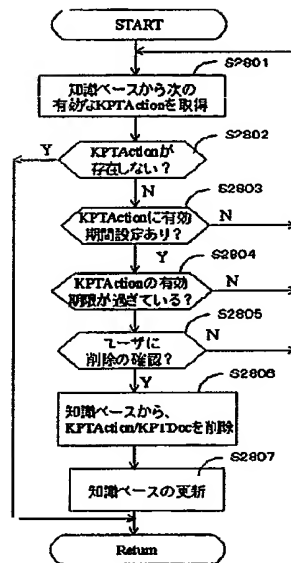 START
S2801
知識ベースから次の
有効なKPTActionを取得
S2802
Y
KPTActionが
存在しない?
N
S2803
KPTActionに有効
期間設定あり?
N
Y
S2804
KPTActionの有効
期限が過ぎている?
N
Y
S2805
ユーザに
削除の確認?
N
Y
S2806
知識ベースから、
KPTAction/KPTDocを削除
S2807
知識ベースの更新
Return